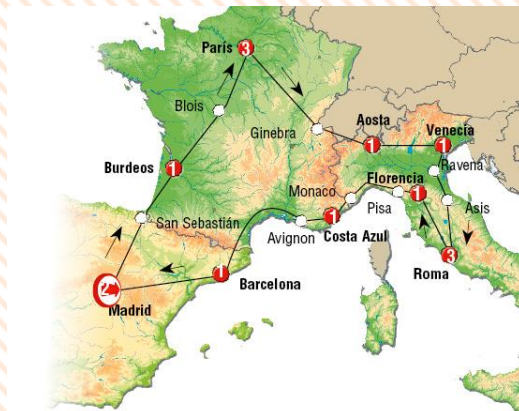 París 3
Blois
Ginebra
Aosta
1
Venecia
1
Ravena
Burdeos 1
Monaco
Florencia
1
Pisa
Asis
San Sebastián
Avignon
1
Costa Azul
Roma
3
2
Madrid
1
Barcelona